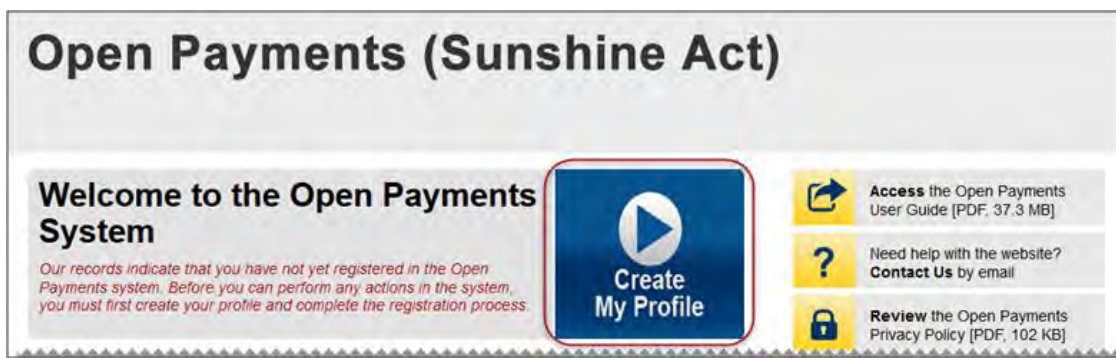 Open Payments (Sunshine Act)
Welcome to the Open Payments
System
Our records indicate that you have not yet registered in the Open
Payments system. Before you can perform any actions in the system,
you must first create your profile and complete the registration process.
Create
My Profile
Access the Open Payments
User Guide [PDF, 37.3 MB]
?
Need help with the website?
Contact Us by email
Review the Open Payments
Privacy Policy [PDF, 102 KB]